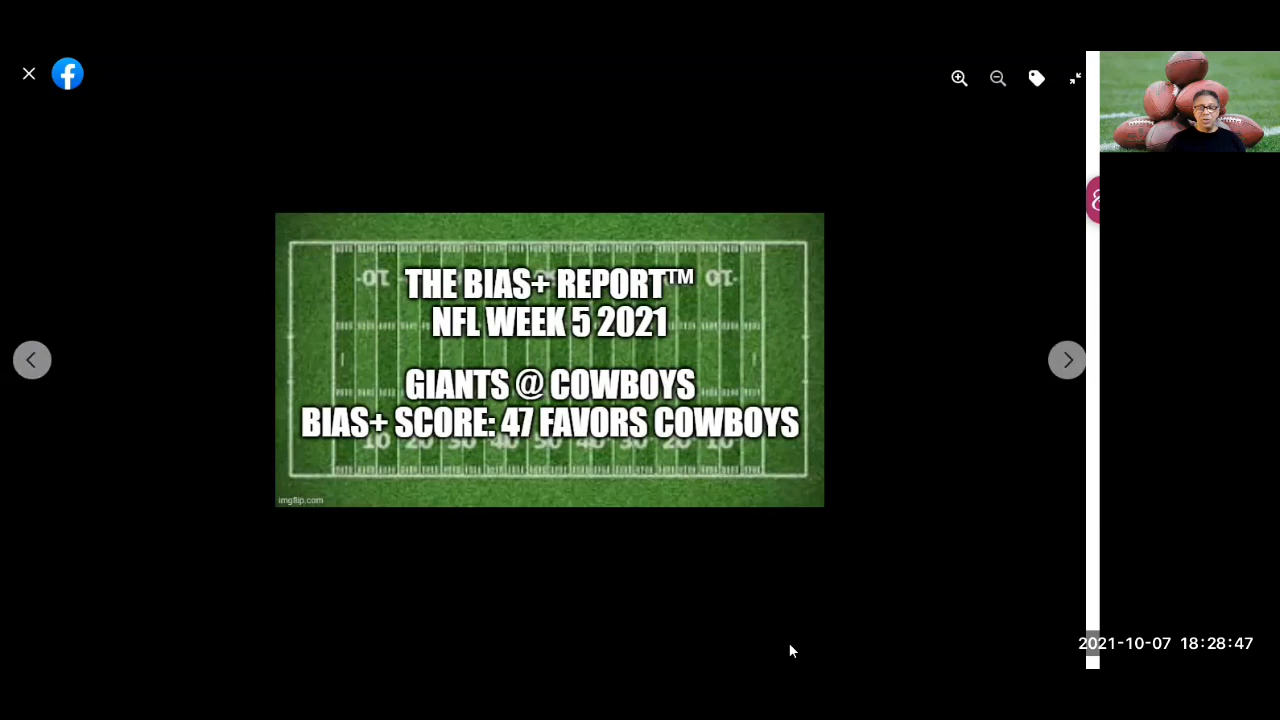 THE BIAS+ REPORT™
NFL WEEK 5 2021
GIANTS @ COWBOYS
BIAS+ SCORE: 47 FAVORS COWBOYS
imgflip.com
2021-10-07 18:28:47